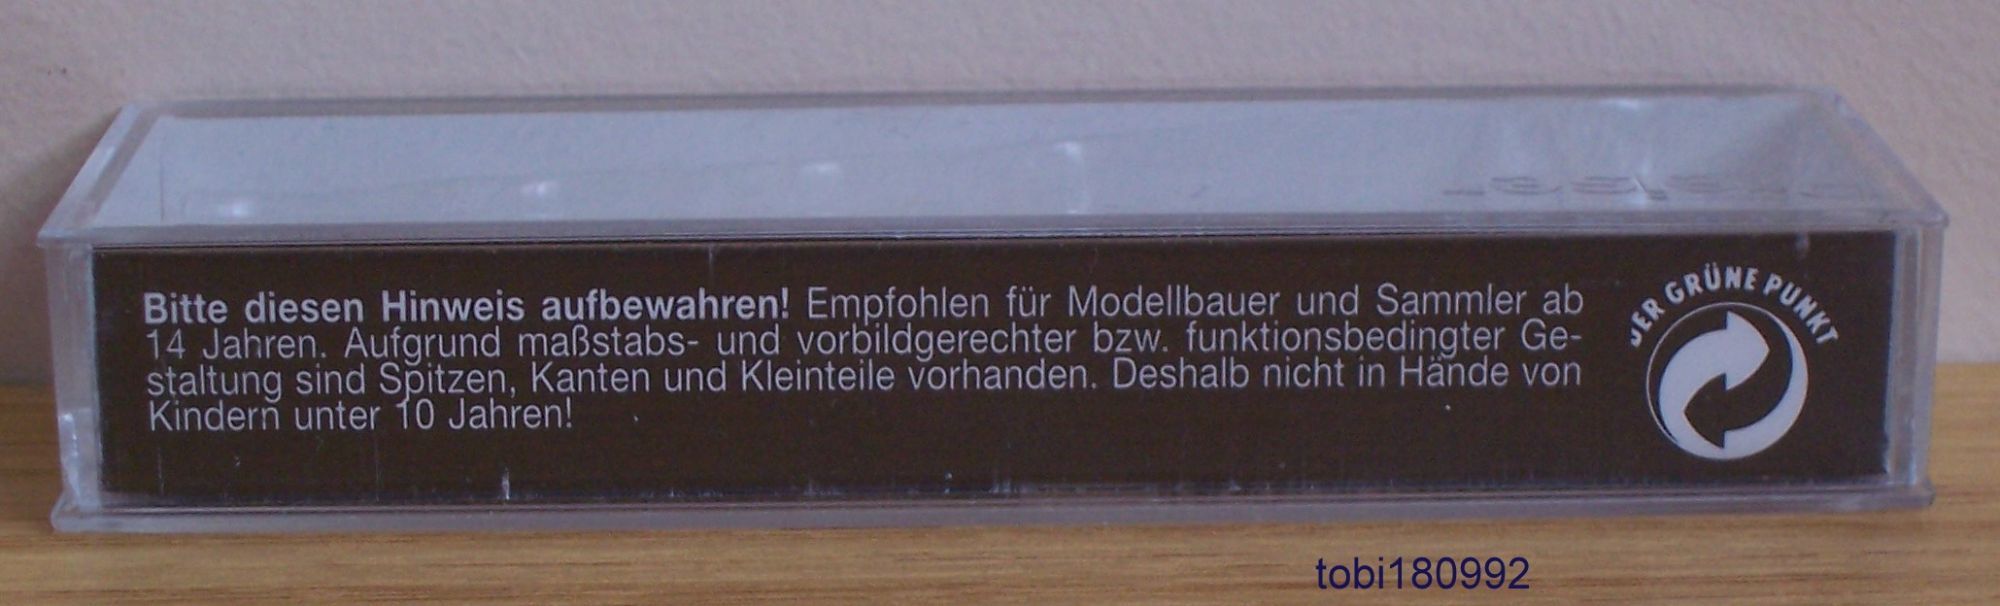 Bitte diesen Hinweis aufbewahren! Empfohlen für Modellbauer und Sammler ab
14 Jahren. Aufgrund maßstabs- und vorbildgerechter bzw. funktionsbedingter Ge-
staltung sind Spitzen, Kanten und Kleinteile vorhanden. Deshalb nicht in Hände von
Kindern unter 10 Jahren!
DER GRÜNE PUNKT
tobi180992